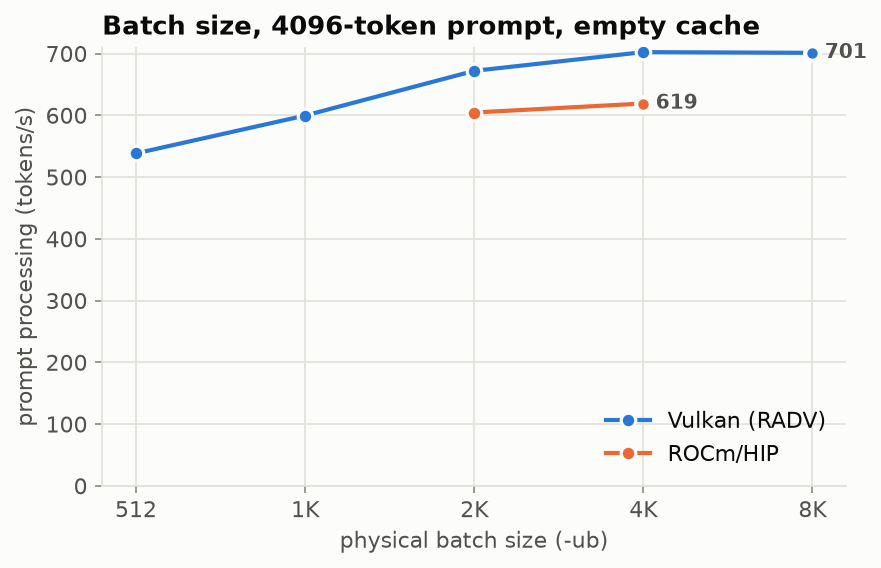 Batch size, 4096-token prompt, empty cache
700
701
600
619
500
400
300
200
100
0
prompt processing (tokens/s)
Vulkan (RADV)
ROCm/HIP
512 1K 2K 4K 8K
physical batch size (-ub)